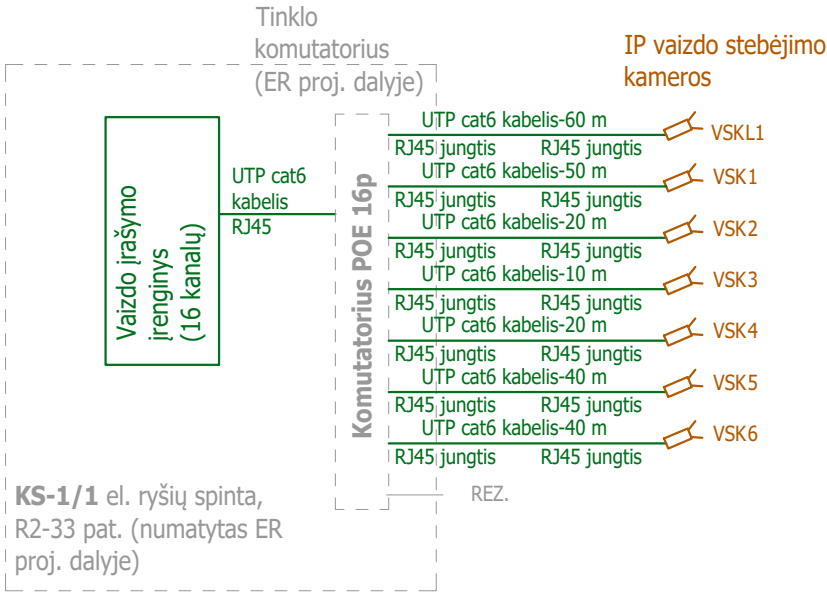 Tinklo
komutatorius
(ER proj. dalyje)
IP vaizdo stebėjimo
kameros
UTP cat6 kabelis-60 m
VSKL1
RJ45 jungtis RJ45 jungtis
UTP cat6 kabelis-50 m
VSK1
RJ45 jungtis RJ45 jungtis
UTP cat6 kabelis-20 m
VSK2
RJ45 jungtis RJ45 jungtis
UTP cat6 kabelis-10 m
VSK3
RJ45 jungtis RJ45 jungtis
UTP cat6 kabelis-20 m
VSK4
RJ45 jungtis RJ45 jungtis
UTP cat6 kabelis-40 m
VSK5
RJ45 jungtis RJ45 jungtis
UTP cat6 kabelis-40 m
VSK6
RJ45 jungtis RJ45 jungtis
UTP cat6
kabelis
RJ45
Vaizdo įrašymo
įrenginys
(16 kanalų)
Komutatorius POE 16p
REZ.
KS-1/1 el. ryšių spinta,
R2-33 pat. (numatytas ER
proj. dalyje)